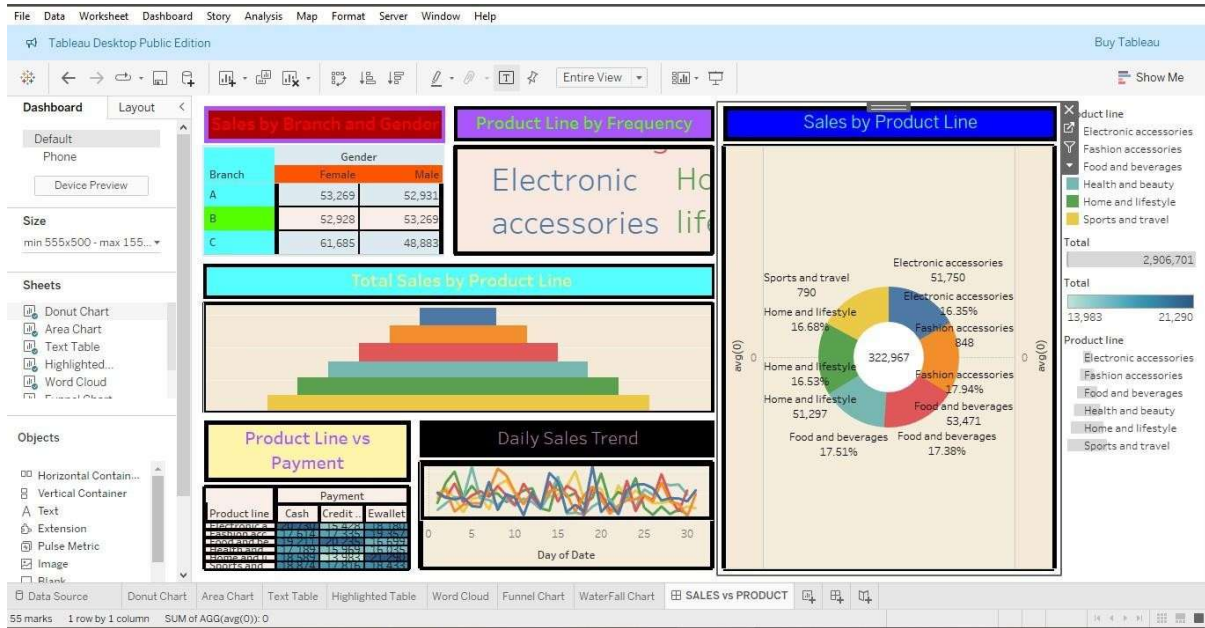 File Data Worksheet Dashboard Story Analysis Map Format Server Window Help
Tableau Desktop Public Edition
Buy Tableau
Entire View
Show Me
Dashboard Layout
Default
Phone
Device Preview
Size
min 555x500 - max 155...
Sheets
Donut Chart
Area Chart
Text Table
Highlighted...
Word Cloud
Funnel Chart
Objects
Horizontal Contain...
Vertical Container
A Text
Extension
Pulse Metric
Image
Blank
Sales by Branch and Gender
Gender
Branch Female Male
A 53,269 52,931
B 52,928 53,269
C 61,685 48,883
Product Line by Frequency
Electronic
accessories
Total Sales by Product Line
Product Line vs
Payment
Payment
Product line Cash Credit .. Ewallet
Daily Sales Trend
0 5 10 15 20 25 30
Day of Date
Sales by Product Line
avg(0)
0
Electronic accessories
51,750
Sports and travel
790
Electronic accessories
16.35%
Home and lifestyle
16.68%
Fashion accessories
848
322,967
Home and lifestyle
16.53%
Fashion accessories
17.94%
Home and lifestyle
51,297
Food and beverages
53,471
Food and beverages
17.51%
Food and beverages
17.38%
0
avg(0)
duct line
Electronic accessories
Fashion accessories
Food and beverages
Health and beauty
Home and lifestyle
Sports and travel
Total
2,906,701
Total
13,983 21,290
Product line
Electronic accessories
Fashion accessories
Food and beverages
Health and beauty
Home and lifestyle
Sports and travel
Data Source Donut Chart Area Chart Text Table Highlighted Table Word Cloud Funnel Chart WaterFall Chart SALES vs PRODUCT
55 marks 1 row by 1 column SUM of AGG(avg(0)): 0